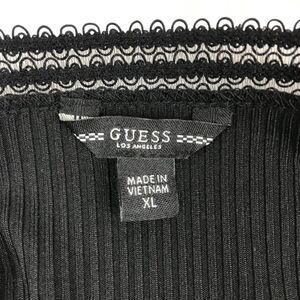 GUESS
LOS ANGELES
MADE IN
VIETNAM
XL